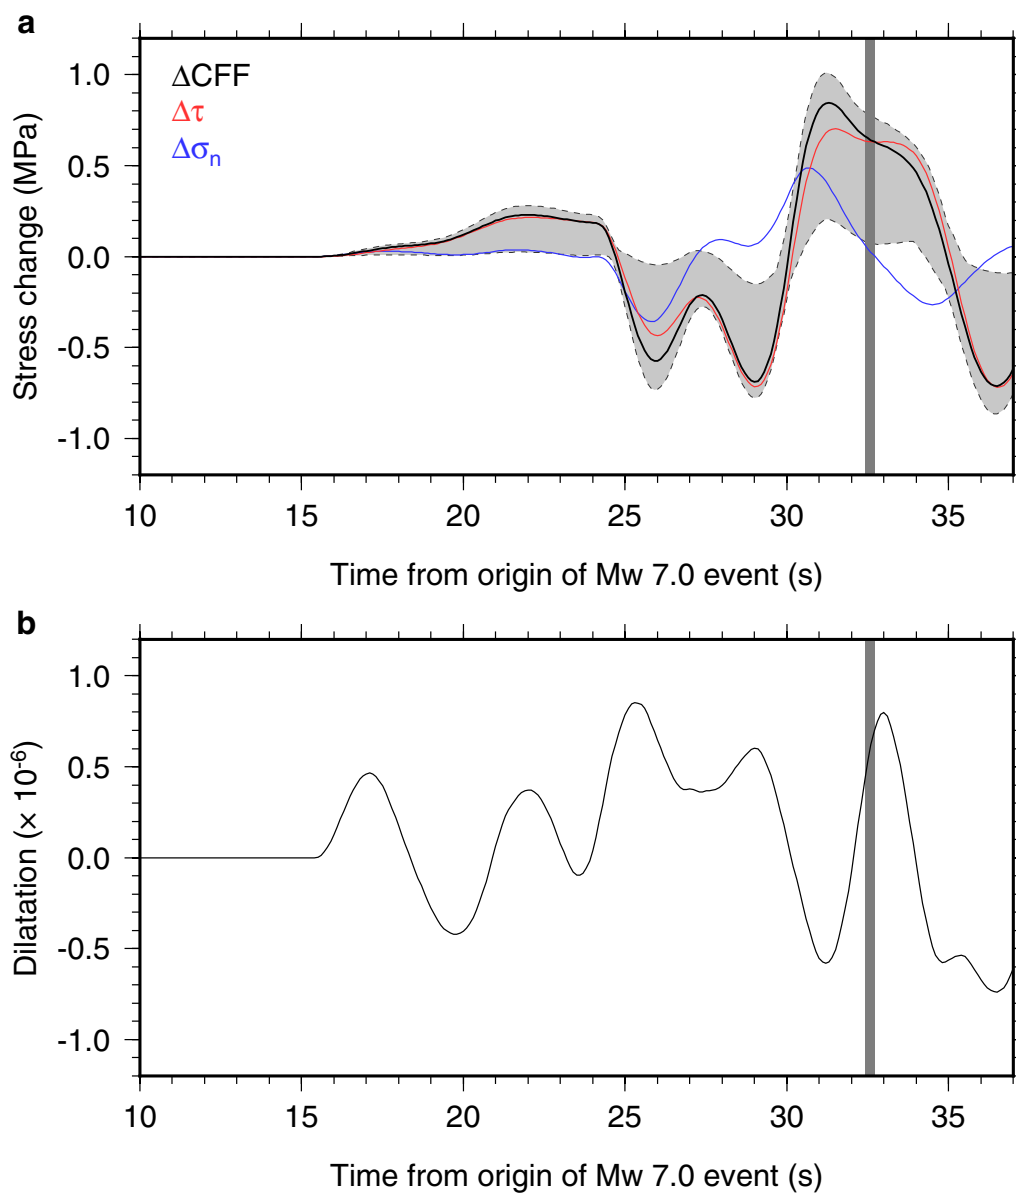 a
ΔCFF
Δτ
Δσn
Stress change (MPa)
1.0
0.5
0.0
-0.5
-1.0
10 15 20 25 30 35
Time from origin of Mw 7.0 event (s)
b
Dilatation (× 10-6)
1.0
0.5
0.0
-0.5
-1.0
10 15 20 25 30 35
Time from origin of Mw 7.0 event (s)